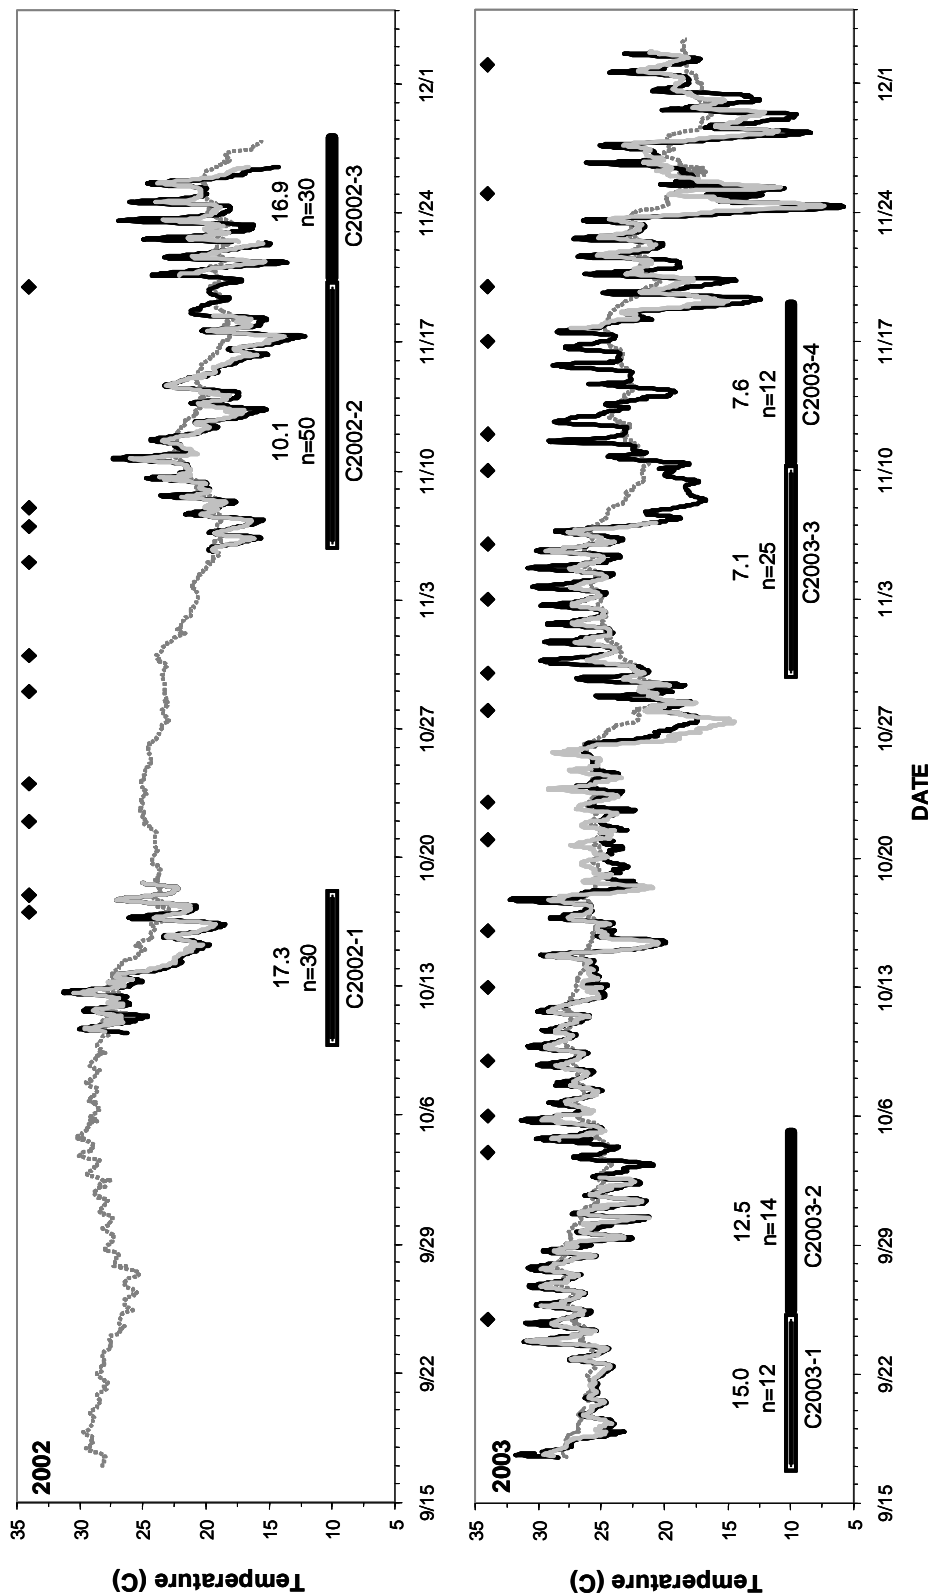 2002
Temperature (C)
35
30
25
20
15
10
5
17.3
n=30
C2002-1
10.1
n=50
C2002-2
16.9
n=30
C2002-3
9/15
9/22
9/29
10/6
10/13
10/20
10/27
11/3
11/10
11/17
11/24
12/1
2003
Temperature (C)
35
30
25
20
15
10
5
15.0
n=12
C2003-1
12.5
n=14
C2003-2
7.1
n=25
C2003-3
7.6
n=12
C2003-4
9/15
9/22
9/29
10/6
10/13
10/20
10/27
11/3
11/10
11/17
11/24
12/1
DATE